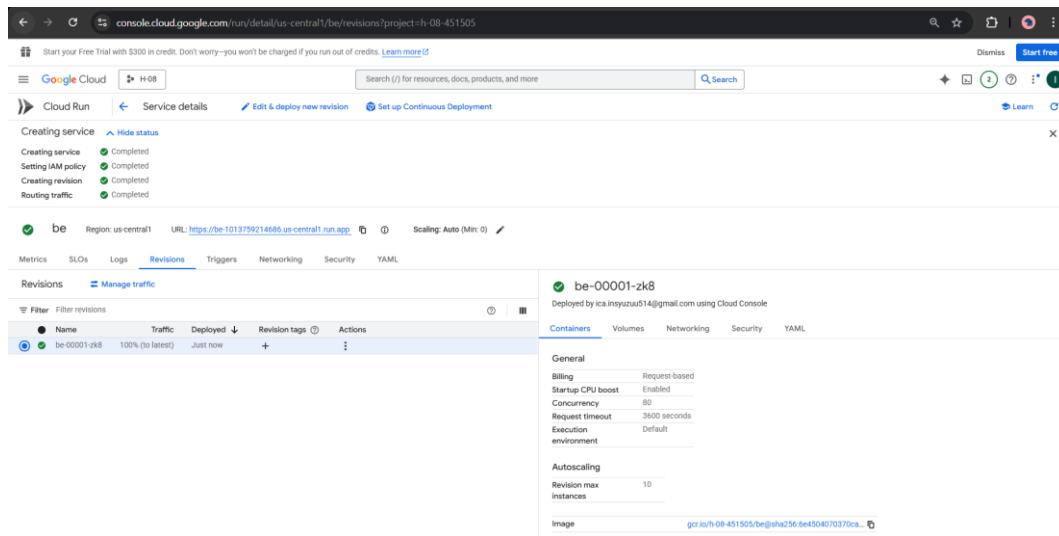 console.cloud.google.com/run/detail/us-central1/be/revisions?project=h-08-451505
Start your Free Trial with $300 in credit. Don't worry—you won't be charged if you run out of credits. Learn more
Dismiss
Start free
Google Cloud
H-08
Search (/) for resources, docs, products, and more
Search
2
Cloud Run
Service details
Edit & deploy new revision
Set up Continuous Deployment
Learn
Creating service
Hide status
Creating service Completed
Setting IAM policy Completed
Creating revision Completed
Routing traffic Completed
be
Region: us-central1
URL: https://be-1013759214686.us-central1.run.app
Scaling: Auto (Min: 0)
Metrics SLOs Logs Revisions Triggers Networking Security YAML
Revisions
Manage traffic
Filter Filter revisions
Name Traffic Deployed Revision tags Actions
be-00001-zk8 100% (to latest) Just now
be-00001-zk8
Deployed by ica.insyuzuu514@gmail.com using Cloud Console
Containers Volumes Networking Security YAML
General
Billing Request-based
Startup CPU boost Enabled
Concurrency 80
Request timeout 3600 seconds
Execution environment Default
Autoscaling
Revision max instances 10
Image gcr.io/h-08-451505/be@sha256:6e4504070370ca...